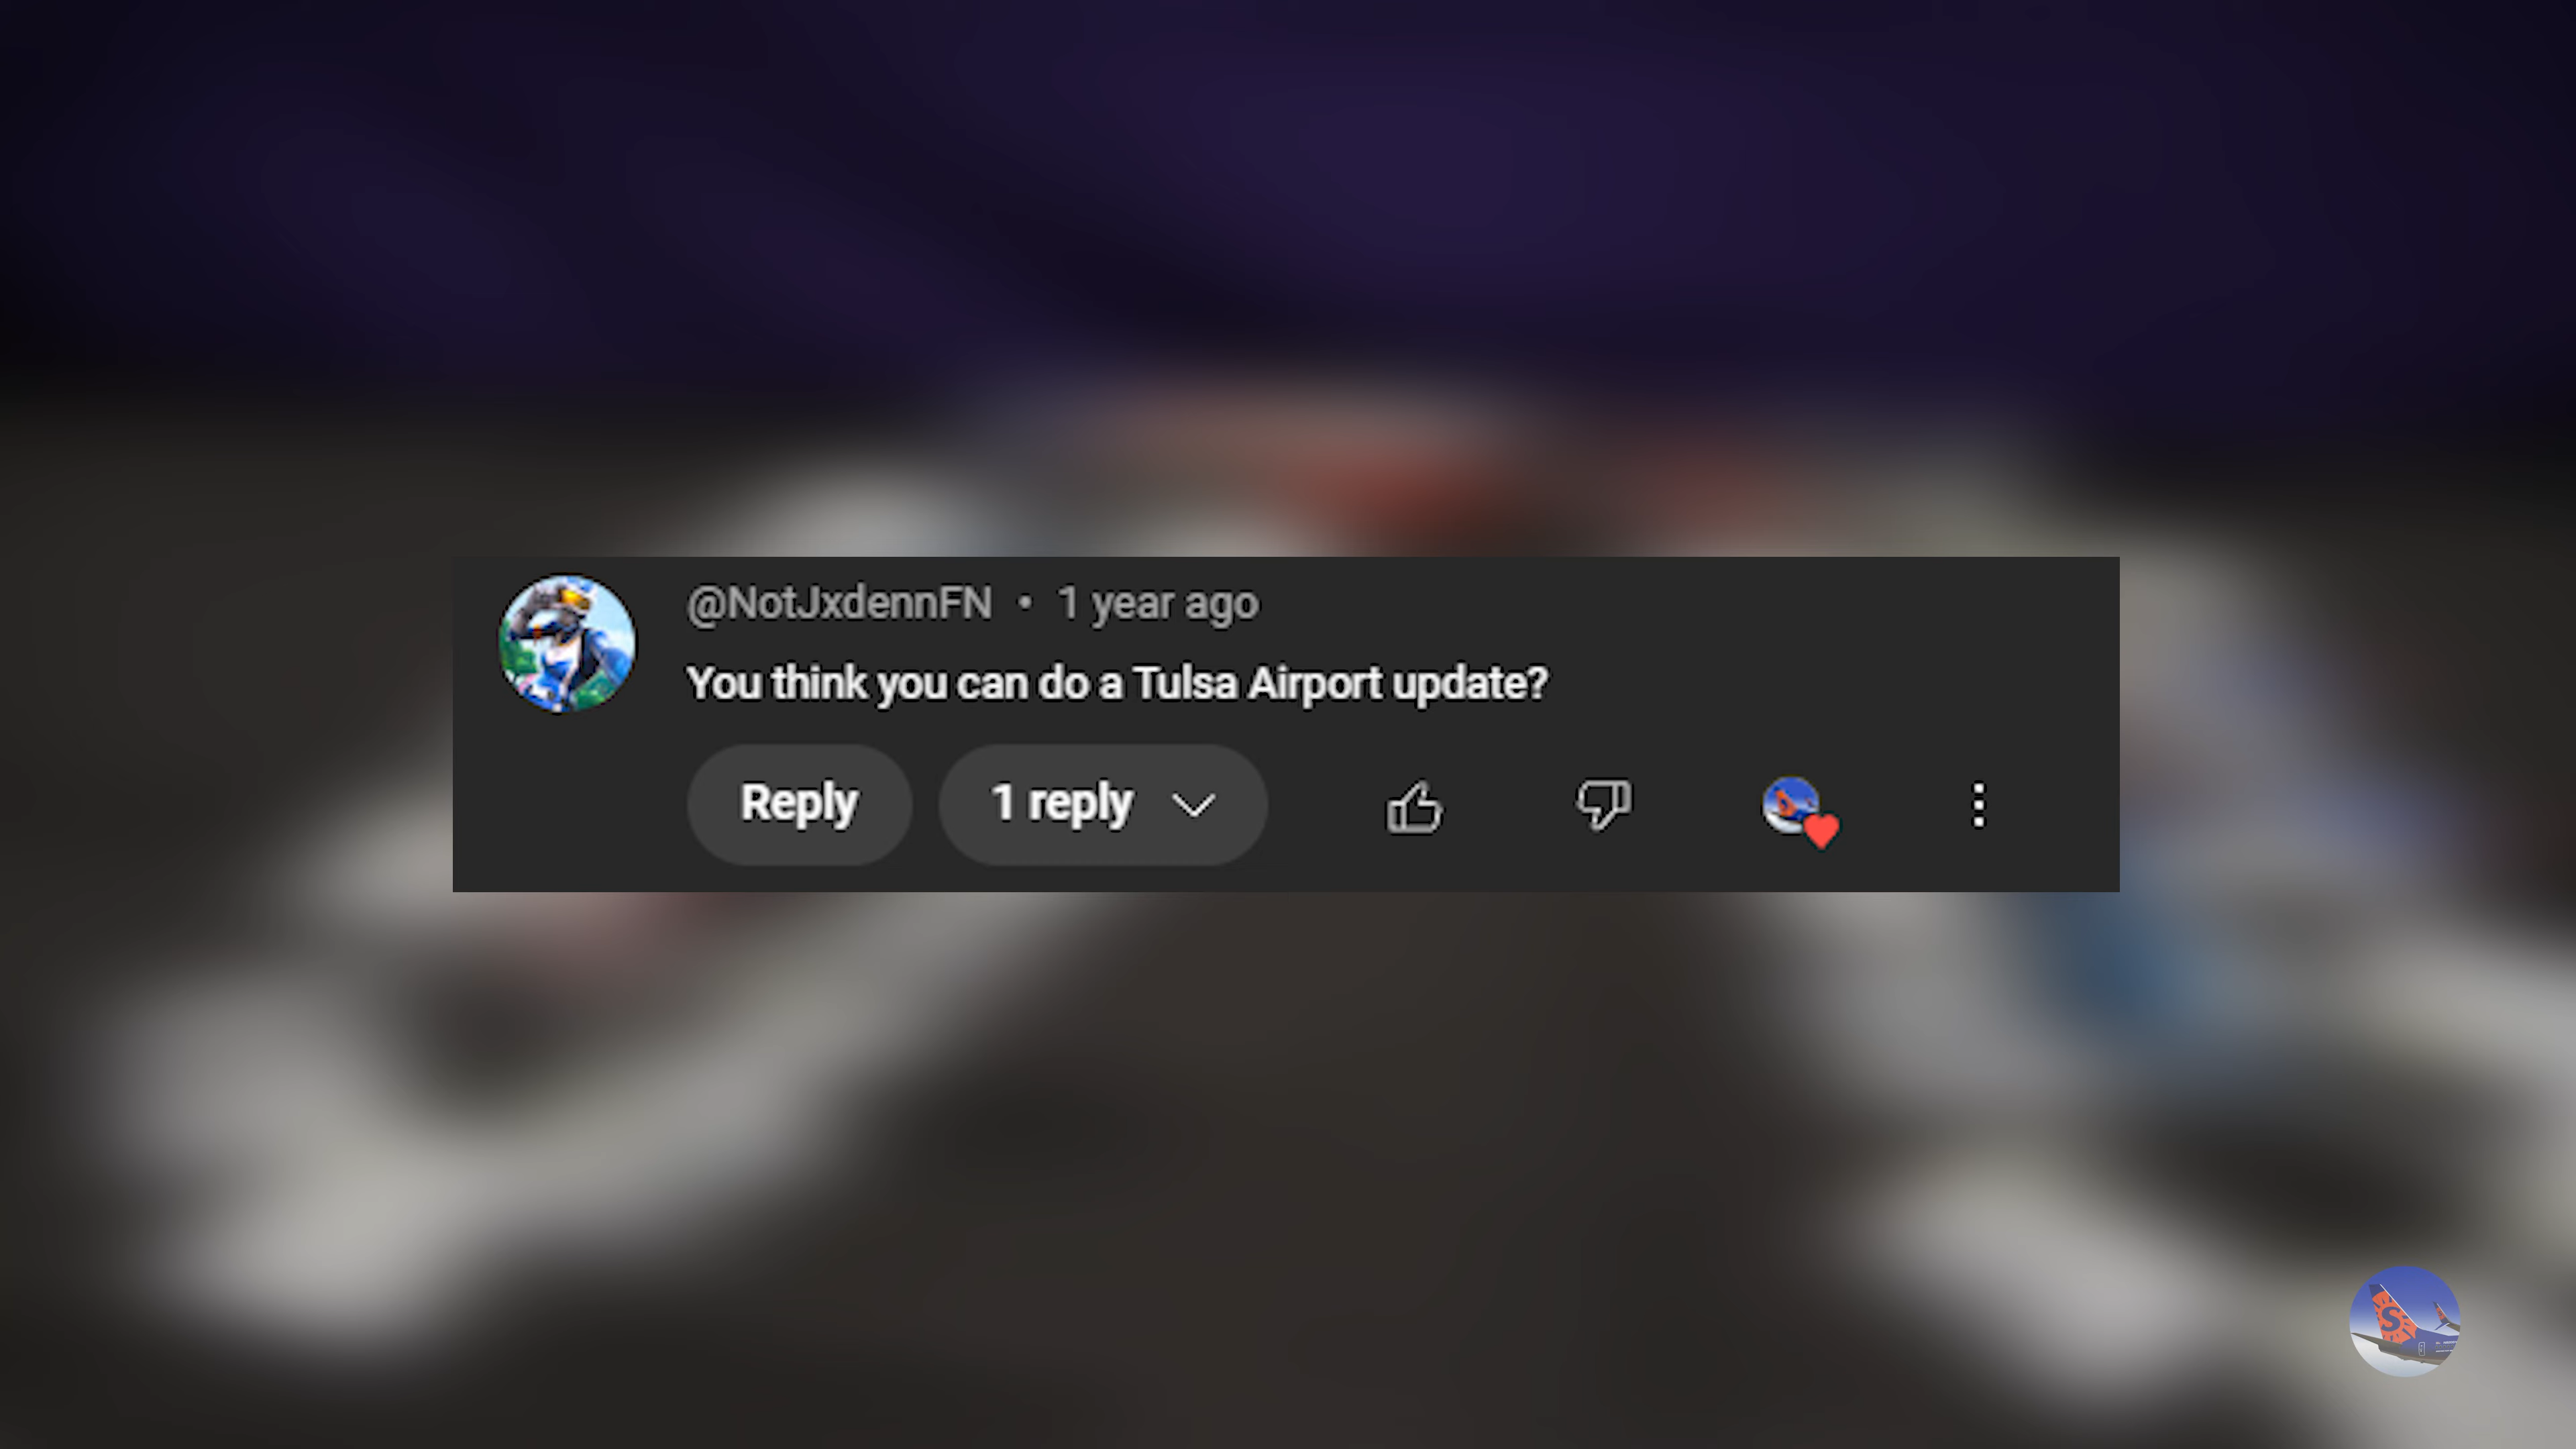 @NotJxdennFN • 1 year ago
You think you can do a Tulsa Airport update?
Reply 1 reply
S